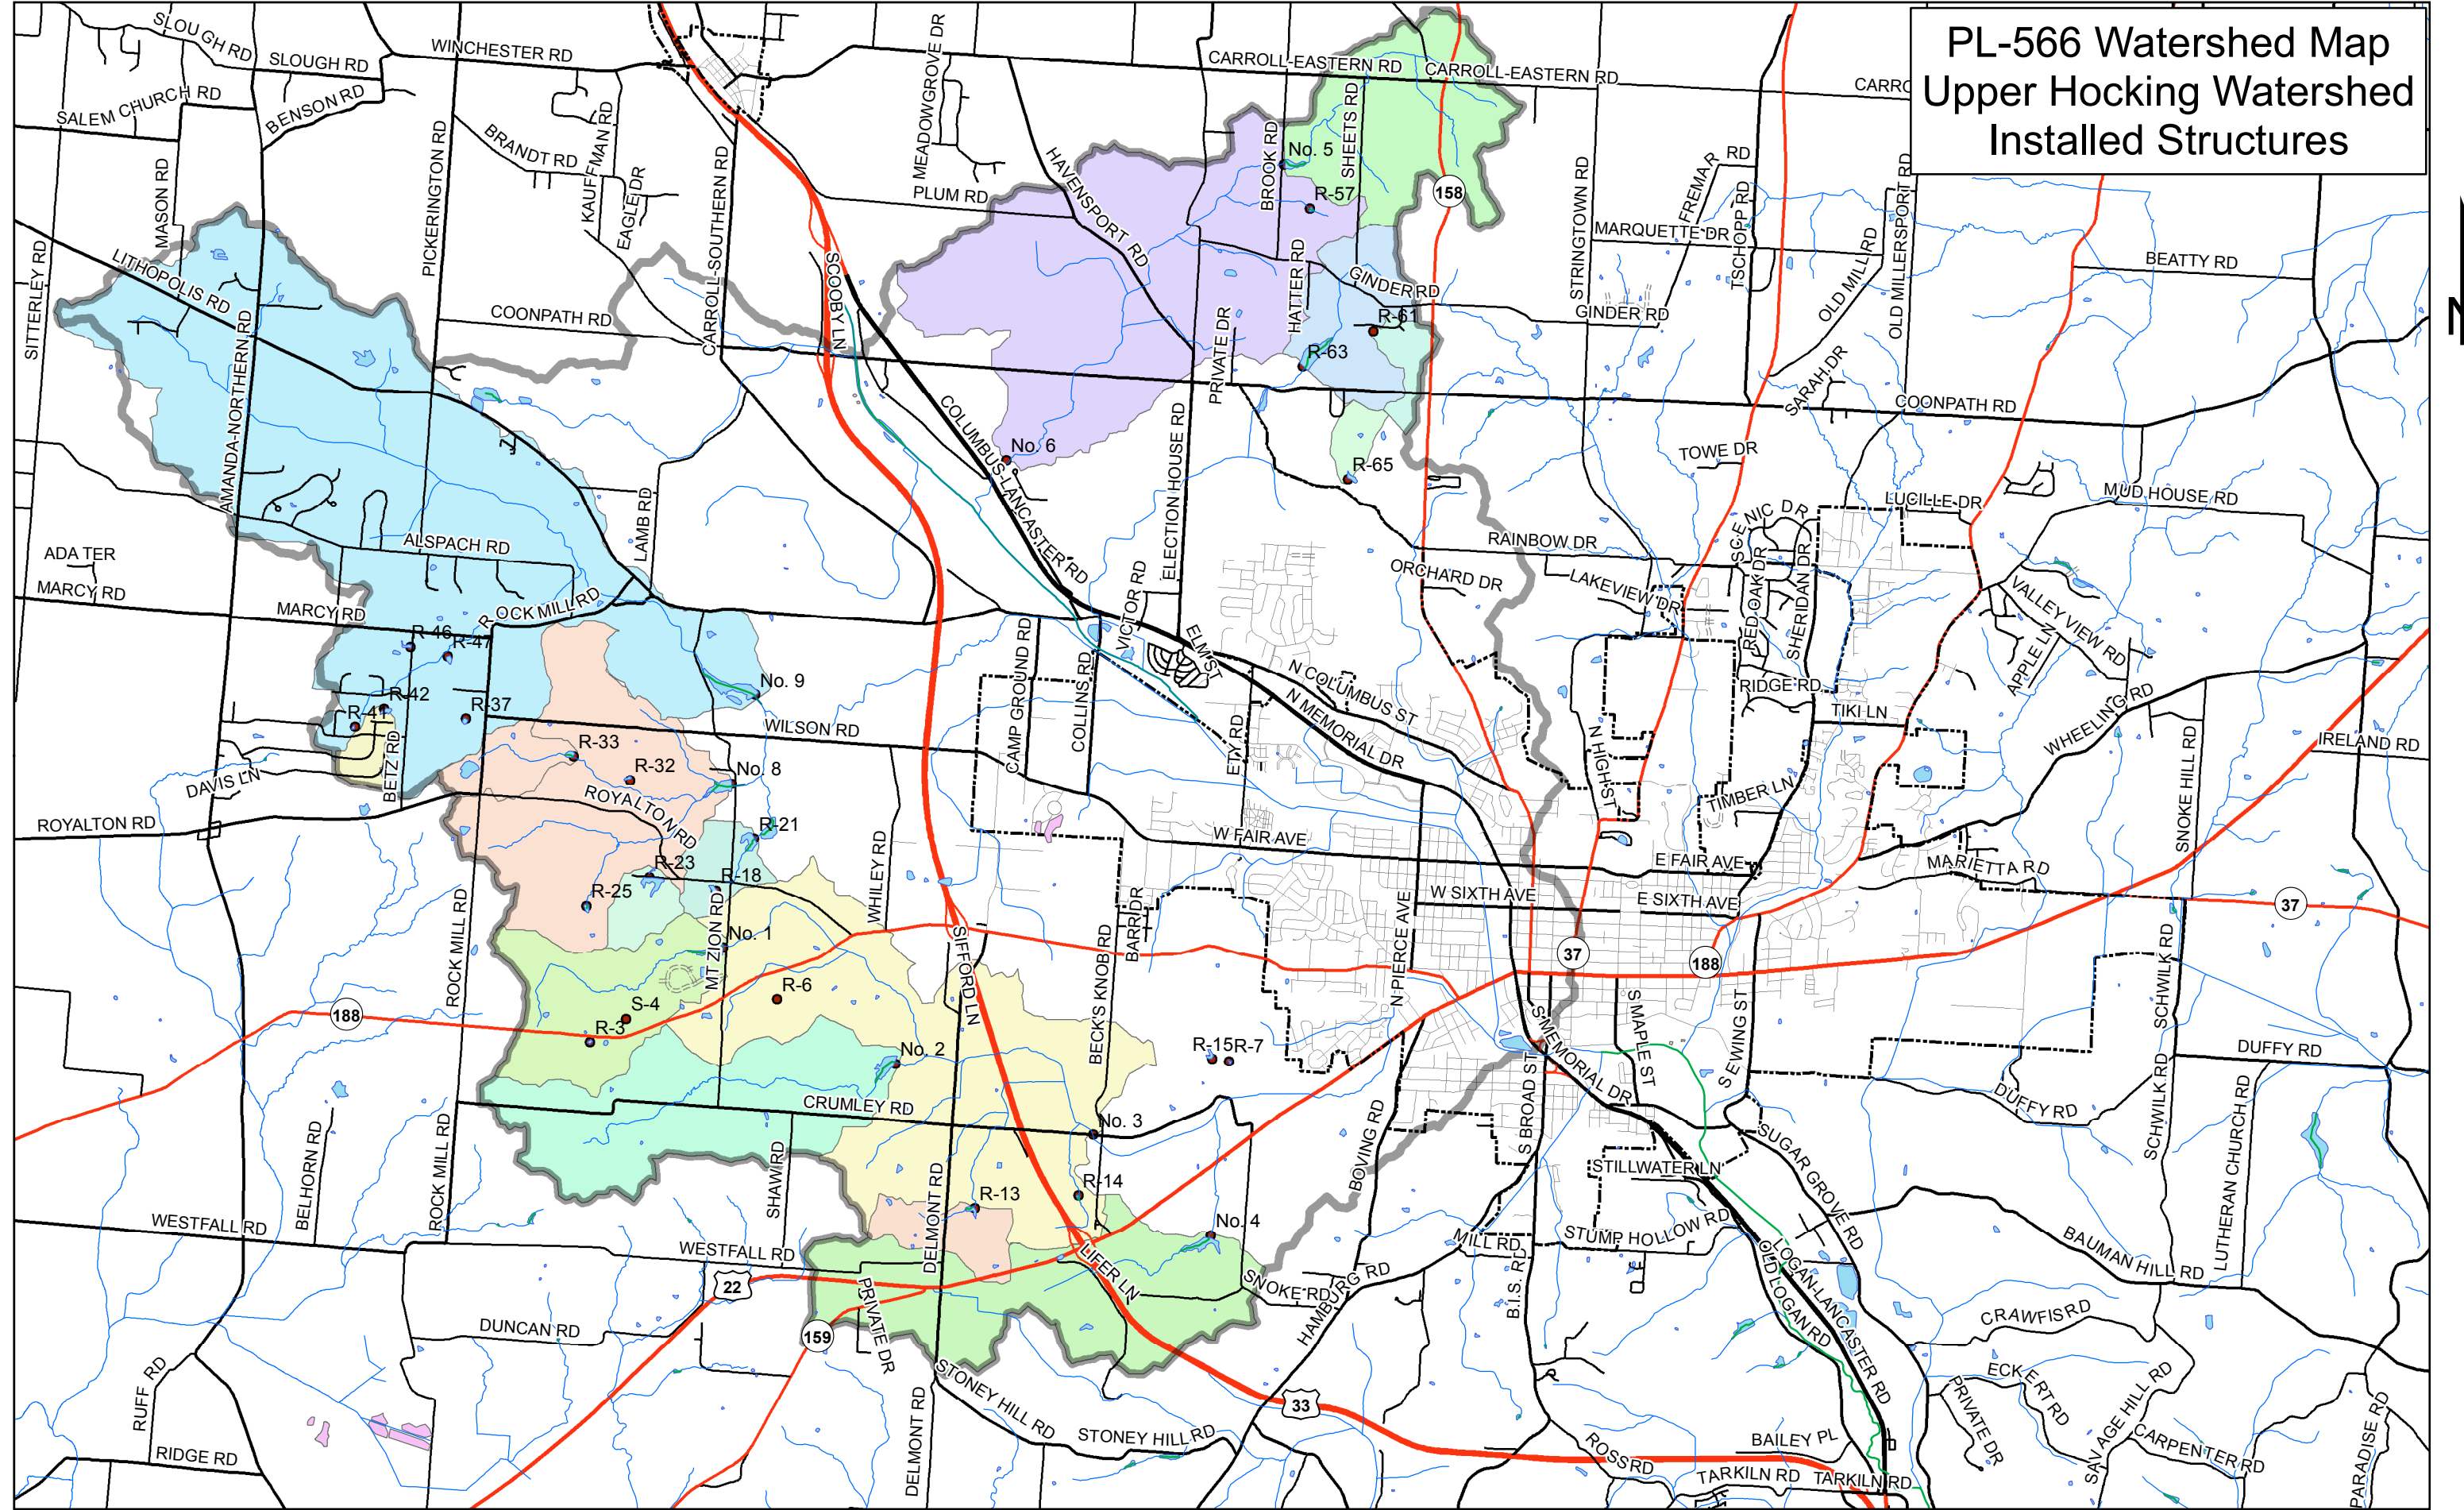 PL-566 Watershed Map
Upper Hocking Watershed
Installed Structures
SLOUGH RD
SLOUGH RD
WINCHESTER RD
MEADOWGROVE DR
CARROLL-EASTERN RD
CARROLL-EASTERN RD
SALEM CHURCH RD
BENSON RD
MASON RD
PICKERINGTON RD
BRANDT RD
KAUFFMAN RD
EAGLE DR
CARROLL-SOUTHERN RD
PLUM RD
HAVENSPORT RD
BROOK RD
No. 5
SHEETS RD
R-57
158
STRINGTOWN RD
FREMAR RD
TSCHOPP RD
MARQUETTE DR
OLD MILL RD
OLD MILLERSPORT RD
BEATTY RD
SITTERLEY RD
LITHOPOLIS RD
AMANDA-NORTHERN RD
COONPATH RD
SCOOBY LN
HATTER RD
GINDER RD
GINDER RD
PRIVATE DR
R-61
R-63
SARAH DR
COONPATH RD
COLUMBUS-LANCASTER RD
ELECTION HOUSE RD
No. 6
R-65
TOWE DR
LUCILLE DR
MUD HOUSE RD
LAMB RD
ALSPACH RD
ADA TER
MARCY RD
MARCY RD
ROCK MILL RD
RAINBOW DR
SCENIC DR
ORCHARD DR
LAKEVIEW DR
RED OAK DR
SHERIDAN DR
VALLEY VIEW RD
APPLE LN
VICTOR RD
ELM ST
R-46
R-47
R-42
R-41
R-37
No. 9
WILSON RD
CAMP GROUND RD
COLLINS RD
N COLUMBUS ST
N MEMORIAL DR
ETY RD
RIDGE RD
TIKI LN
WHEELING RD
IRELAND RD
SNOKE HILL RD
N HIGH ST
TIMBER LN
DAVIS LN
BETZ RD
R-33
R-32
No. 8
ROYALTON RD
ROYALTON RD
R-21
R-23
R-18
R-25
WHILEY RD
W FAIR AVE
E FAIR AVE
MARIETTA RD
W SIXTH AVE
E SIXTH AVE
37
37
188
188
ROCK MILL RD
MT ZION RD
No. 1
R-6
S-4
R-3
SIFFORD LN
BECK'S KNOB RD
BARR DR
N PIERCE AVE
R-15
R-7
No. 2
CRUMLEY RD
No. 3
S MEMORIAL DR
S MAPLE ST
S EWING ST
S BROAD ST
SCHWILK RD
SCHWILK RD
DUFFY RD
DUFFY RD
LUTHERAN CHURCH RD
BELHORN RD
ROCK MILL RD
SHAW RD
DELMONT RD
R-13
R-14
No. 4
BOVING RD
STILLWATER LN
SUGAR GROVE RD
WESTFALL RD
WESTFALL RD
22
159
PRIVATE DR
LIFER LN
SNOKE RD
HAMBURG RD
MILL RD
B.I.S. RD
STUMP HOLLOW RD
OLD LOGAN RD
LOGAN-LANCASTER RD
BAUMAN HILL RD
CRAWFIS RD
ECKERT RD
PRIVATE DR
SAVAGE HILL RD
CARPENTER RD
PARADISE RD
DUNCAN RD
RUFF RD
RIDGE RD
DELMONT RD
STONEY HILL RD
STONEY HILL RD
33
ROSS RD
BAILEY PL
TARKILN RD
TARKILN RD